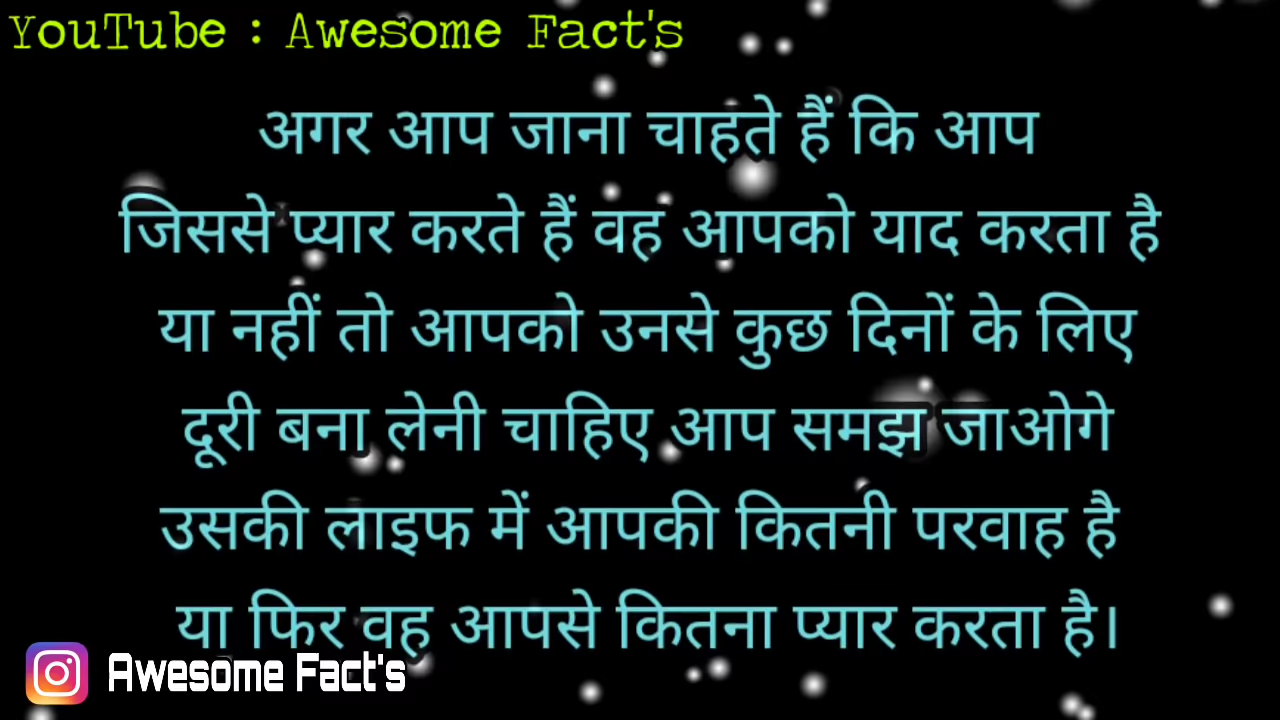 YouTube : Awesome Fact's
अगर आप जाना चाहते हैं कि आप
जिससे प्यार करते हैं वह आपको याद करता है
या नहीं तो आपको उनसे कुछ दिनों के लिए
दूरी बना लेनी चाहिए आप समझ जाओगे
उसकी लाइफ में आपकी कितनी परवाह है
या फिर वह आपसे कितना प्यार करता है।
Awesome Fact's